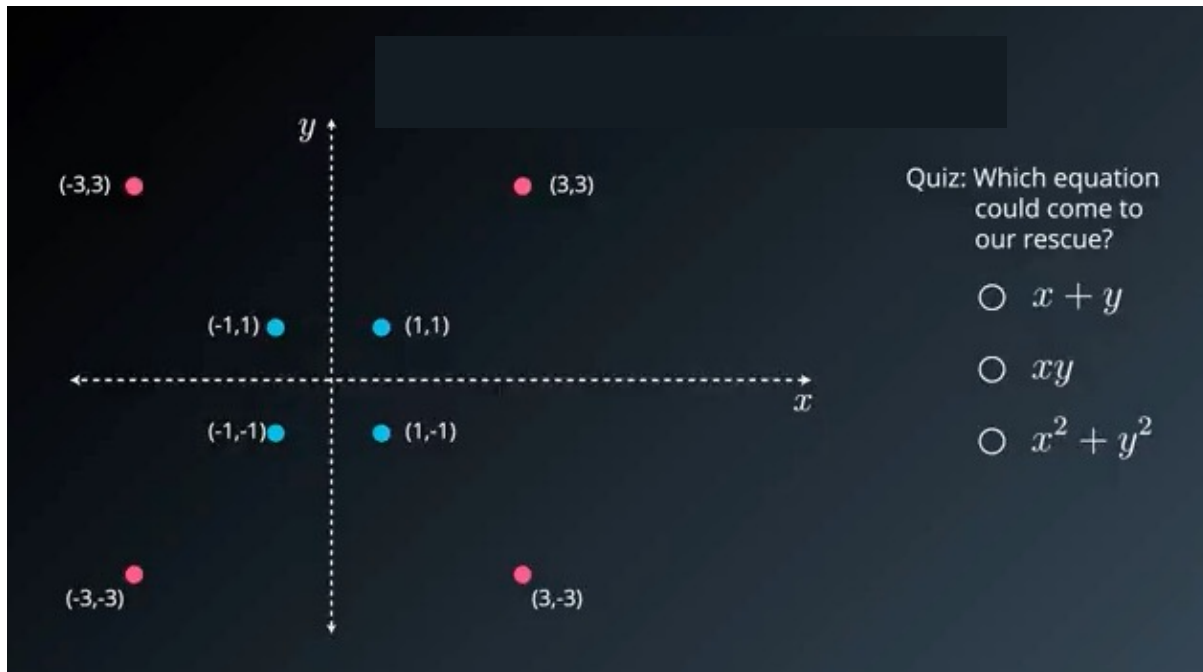 y
(-3,3)
(3,3)
(-1,1)
(1,1)
x
(-1,-1)
(1,-1)
(-3,-3)
(3,-3)
Quiz: Which equation
could come to
our rescue?
x + y
xy
x² + y²